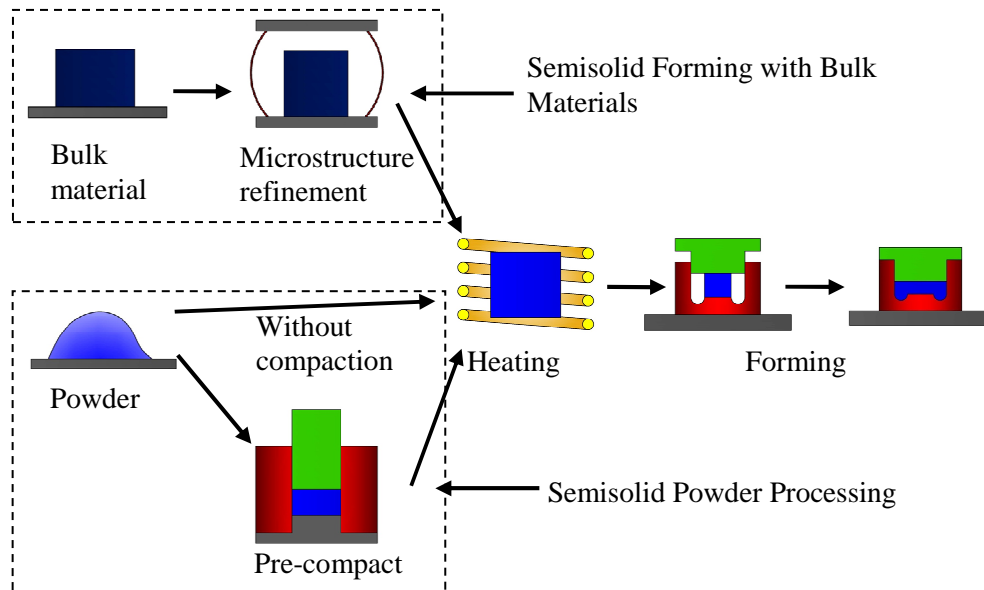 Semisolid Forming with Bulk
Materials
Bulk
material
Microstructure
refinement
Without
compaction
Heating
Forming
Powder
Semisolid Powder Processing
Pre-compact